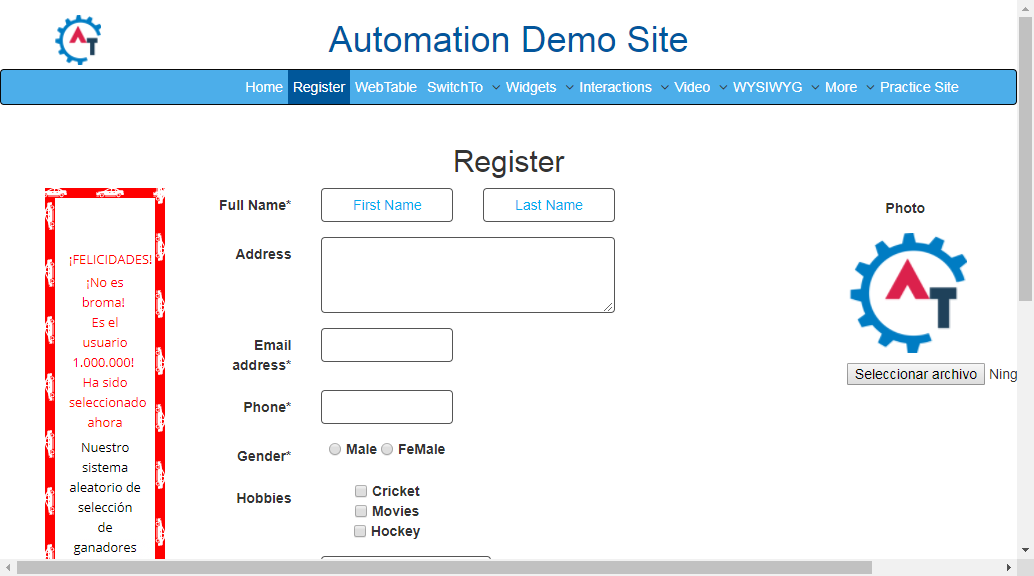 AT
Automation Demo Site
Home Register WebTable SwitchTo Widgets Interactions Video WYSIWYG More Practice Site
Register
Full Name* First Name Last Name
Photo
Address
AT
Email
address*
Seleccionar archivo Ning
Phone*
Gender* Male FeMale
Hobbies
Cricket
Movies
Hockey
¡FELICIDADES!
¡No es
broma!
Es el
usuario
1.000.000!
Ha sido
seleccionado
ahora
Nuestro
sistema
aleatorio de
selección
de
ganadores